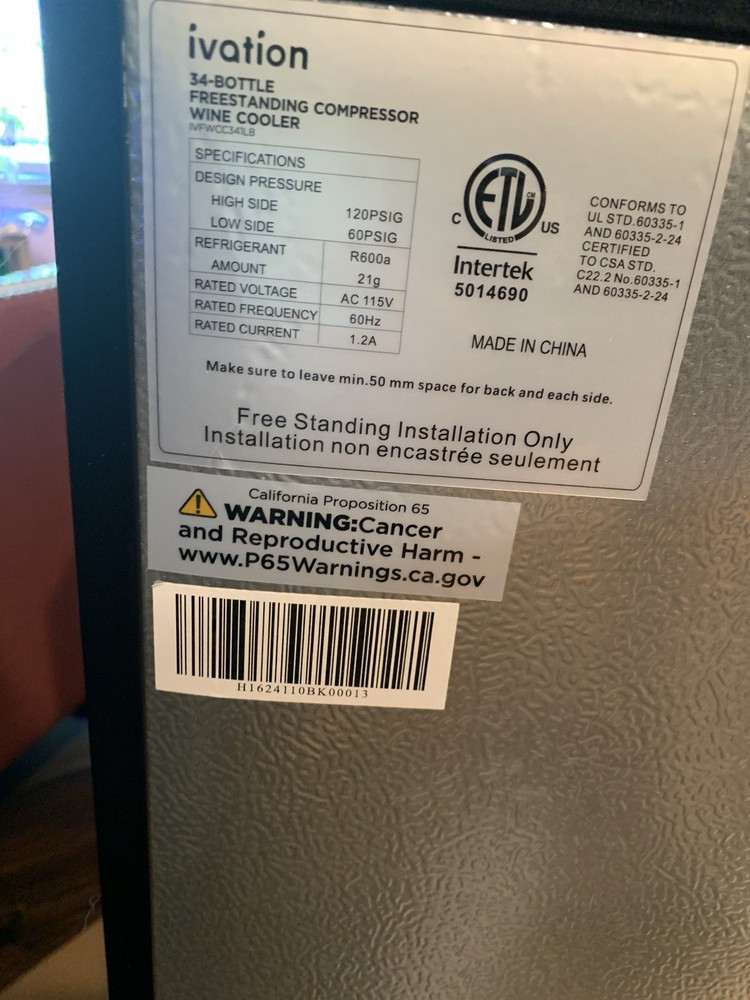 ivation
34-BOTTLE
FREESTANDING COMPRESSOR
WINE COOLER
IVFWCC341LB
SPECIFICATIONS
DESIGN PRESSURE
HIGH SIDE 120PSIG
LOW SIDE 60PSIG
REFRIGERANT R600a
AMOUNT 21g
RATED VOLTAGE AC 115V
RATED FREQUENCY 60Hz
RATED CURRENT 1.2A
ETL CM
C US
LISTED
Intertek
5014690
CONFORMS TO
UL STD.60335-1
AND 60335-2-24
CERTIFIED
TO CSA STD.
C22.2 No.60335-1
AND 60335-2-24
MADE IN CHINA
Make sure to leave min.50 mm space for back and each side.
Free Standing Installation Only
Installation non encastrée seulement
California Proposition 65
WARNING:Cancer
and Reproductive Harm -
www.P65Warnings.ca.gov
H1624110BK00013